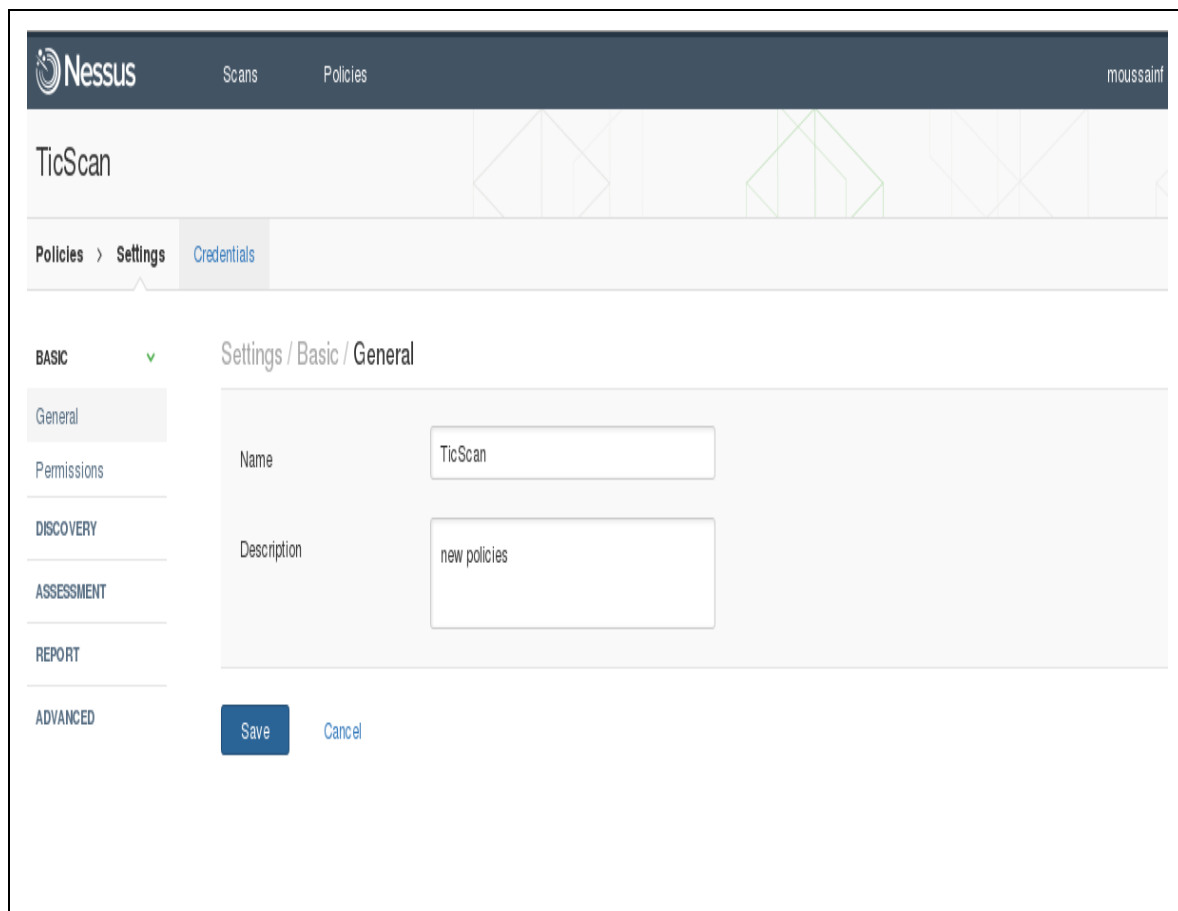 Nessus Scans Policies moussainf
TicScan
Policies > Settings Credentials
BASIC
General
Permissions
DISCOVERY
ASSESSMENT
REPORT
ADVANCED
Settings / Basic / General
Name TicScan
Description new policies
Save Cancel